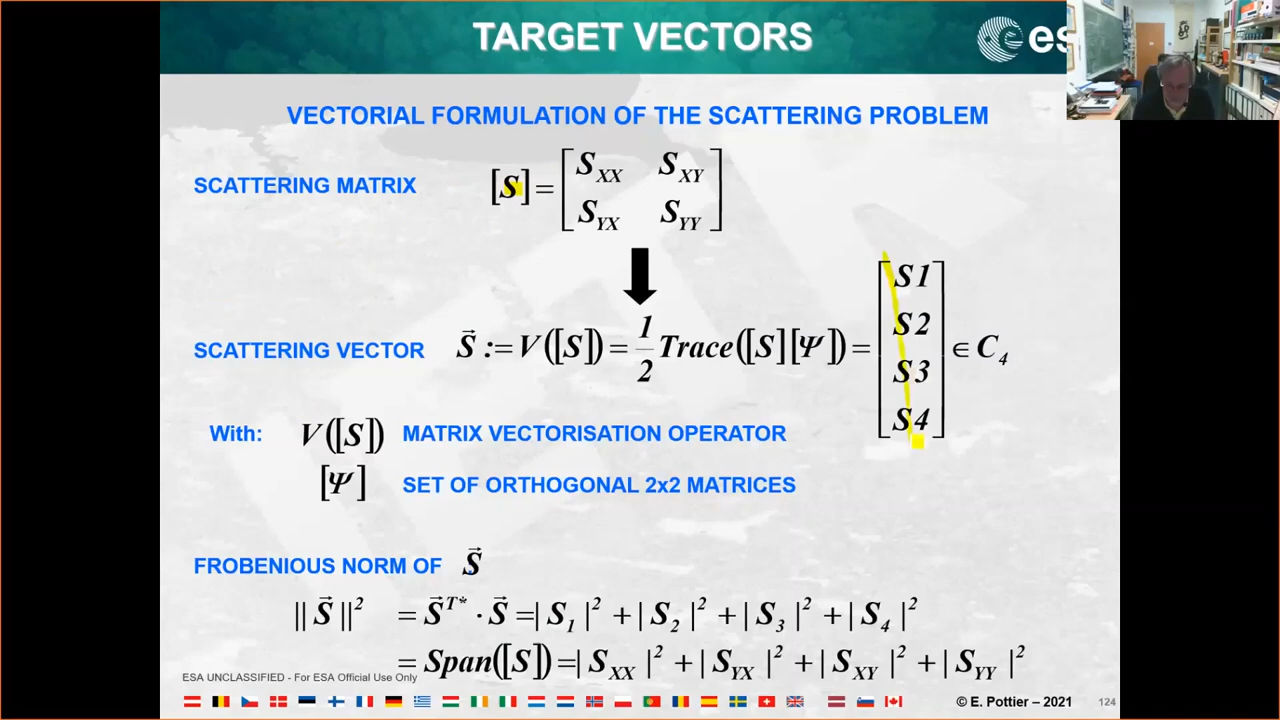 TARGET VECTORS
es
VECTORIAL FORMULATION OF THE SCATTERING PROBLEM
SCATTERING MATRIX [S] = [ S_XX S_XY
S_YX S_YY ]
SCATTERING VECTOR S⃗ := V([S]) = 1/2 Trace([S][Ψ]) = [ S1
S2
S3
S4 ] ∈ C_4
With: V([S]) MATRIX VECTORISATION OPERATOR
[Ψ] SET OF ORTHOGONAL 2x2 MATRICES
FROBENIOUS NORM OF S⃗
|| S⃗ ||^2 = S⃗^T* · S⃗ = | S_1 |^2 + | S_2 |^2 + | S_3 |^2 + | S_4 |^2
= Span([S]) = | S_XX |^2 + | S_YX |^2 + | S_XY |^2 + | S_YY |^2
ESA UNCLASSIFIED - For ESA Official Use Only
© E. Pottier – 2021 124